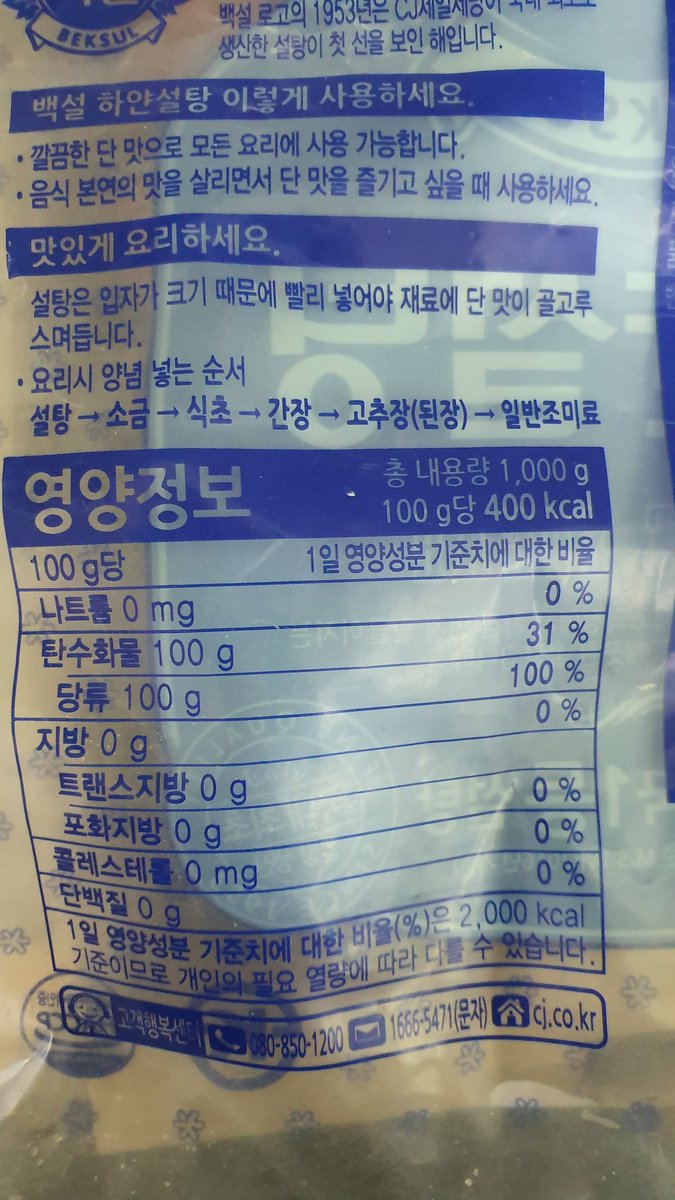 BEKSUL
백설 로고의 1953년은 CJ제일제당이
생산한 설탕이 첫 선을 보인 해입니다.
백설 하얀설탕 이렇게 사용하세요.
• 깔끔한 단 맛으로 모든 요리에 사용 가능합니다.
• 음식 본연의 맛을 살리면서 단 맛을 즐기고 싶을 때 사용하세요.
맛있게 요리하세요.
설탕은 입자가 크기 때문에 빨리 넣어야 재료에 단 맛이 골고루
스며듭니다.
• 요리시 양념 넣는 순서
설탕 → 소금 → 식초 → 간장 → 고추장(된장) → 일반조미료
영양정보
총 내용량 1,000 g
100 g당 400 kcal
100 g당 1일 영양성분 기준치에 대한 비율
나트륨 0 mg 0 %
탄수화물 100 g 31 %
당류 100 g 100 %
지방 0 g 0 %
트랜스지방 0 g
포화지방 0 g 0 %
콜레스테롤 0 mg 0 %
단백질 0 g 0 %
1일 영양성분 기준치에 대한 비율(%)은 2,000 kcal
기준이므로 개인의 필요 열량에 따라 다를 수 있습니다.
고객행복센터 080-850-1200 1666-5471(문자) cj.co.kr